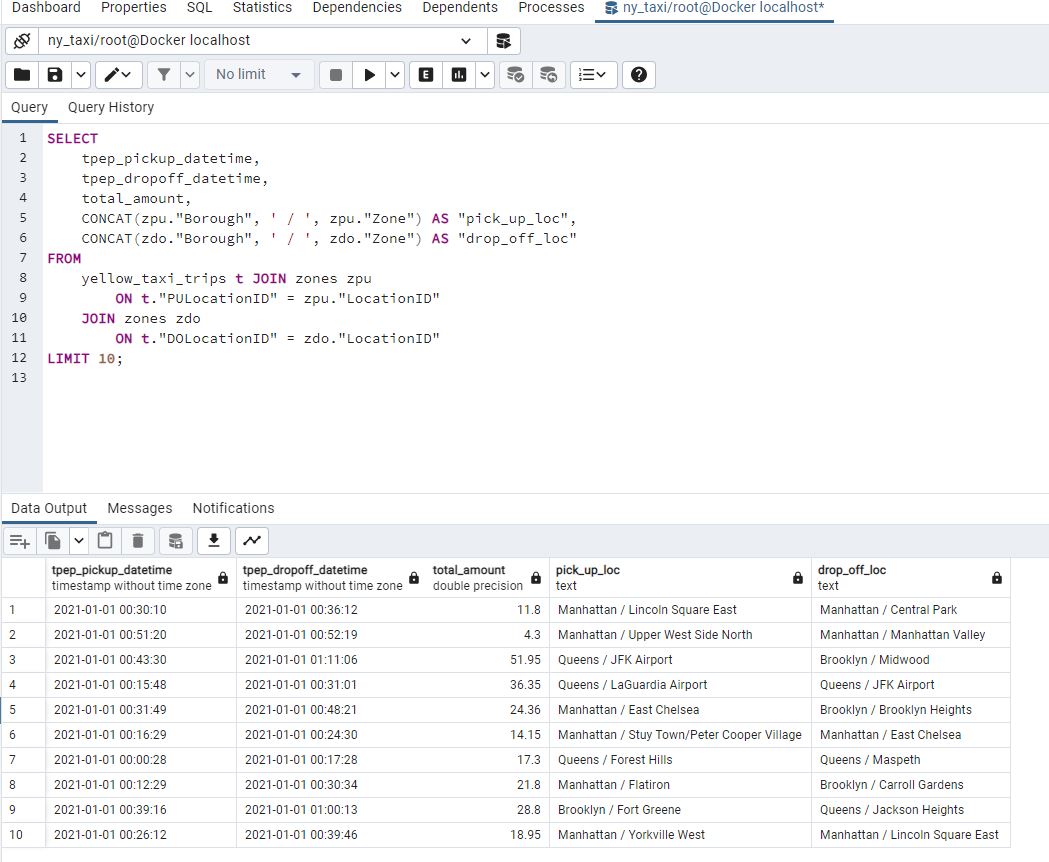 Dashboard Properties SQL Statistics Dependencies Dependents Processes ny_taxi/root@Docker localhost*
ny_taxi/root@Docker localhost
No limit
E
Query Query History
1 SELECT
2 tpep_pickup_datetime,
3 tpep_dropoff_datetime,
4 total_amount,
5 CONCAT(zpu."Borough", ' / ', zpu."Zone") AS "pick_up_loc",
6 CONCAT(zdo."Borough", ' / ', zdo."Zone") AS "drop_off_loc"
7 FROM
8 yellow_taxi_trips t JOIN zones zpu
9 ON t."PULocationID" = zpu."LocationID"
10 JOIN zones zdo
11 ON t."DOLocationID" = zdo."LocationID"
12 LIMIT 10;
13
Data Output Messages Notifications
tpep_pickup_datetime tpep_dropoff_datetime total_amount pick_up_loc drop_off_loc
timestamp without time zone timestamp without time zone double precision text text
1 2021-01-01 00:30:10 2021-01-01 00:36:12 11.8 Manhattan / Lincoln Square East Manhattan / Central Park
2 2021-01-01 00:51:20 2021-01-01 00:52:19 4.3 Manhattan / Upper West Side North Manhattan / Manhattan Valley
3 2021-01-01 00:43:30 2021-01-01 01:11:06 51.95 Queens / JFK Airport Brooklyn / Midwood
4 2021-01-01 00:15:48 2021-01-01 00:31:01 36.35 Queens / LaGuardia Airport Queens / JFK Airport
5 2021-01-01 00:31:49 2021-01-01 00:48:21 24.36 Manhattan / East Chelsea Brooklyn / Brooklyn Heights
6 2021-01-01 00:16:29 2021-01-01 00:24:30 14.15 Manhattan / Stuy Town/Peter Cooper Village Manhattan / East Chelsea
7 2021-01-01 00:00:28 2021-01-01 00:17:28 17.3 Queens / Forest Hills Queens / Maspeth
8 2021-01-01 00:12:29 2021-01-01 00:30:34 21.8 Manhattan / Flatiron Brooklyn / Carroll Gardens
9 2021-01-01 00:39:16 2021-01-01 01:00:13 28.8 Brooklyn / Fort Greene Queens / Jackson Heights
10 2021-01-01 00:26:12 2021-01-01 00:39:46 18.95 Manhattan / Yorkville West Manhattan / Lincoln Square East